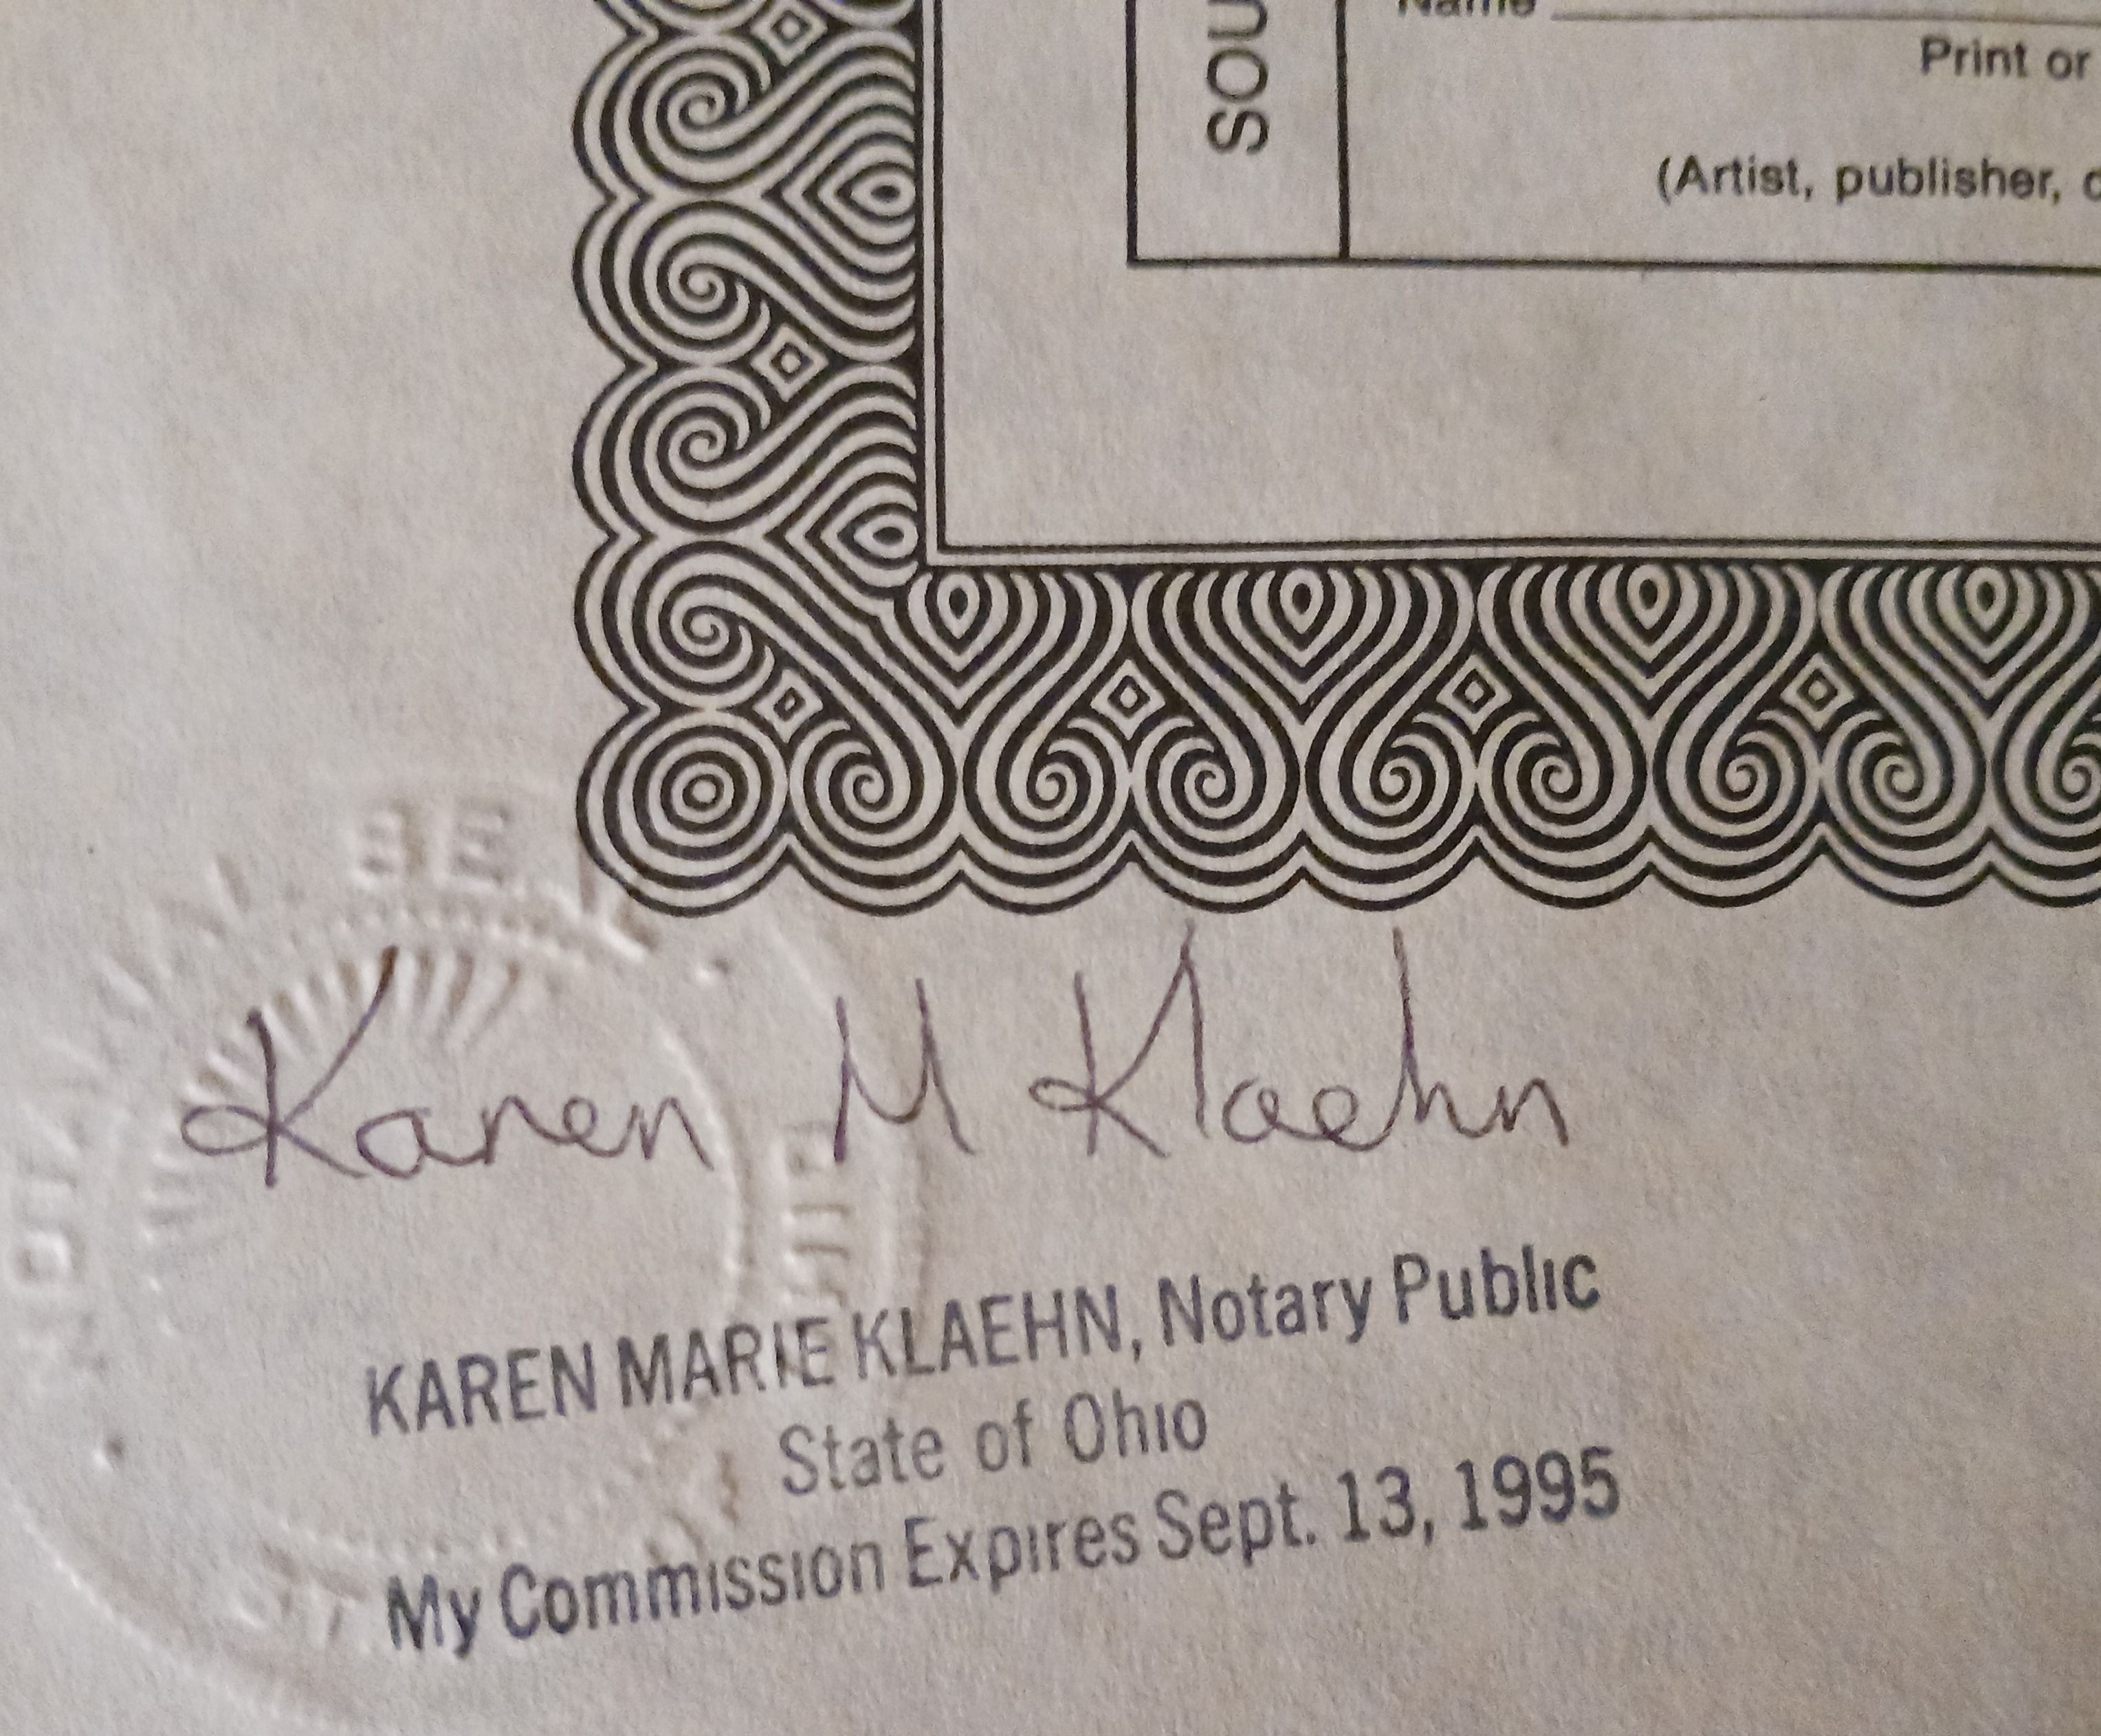 Name
Print or
SOU
(Artist, publisher,
Karen M Klaehn
KAREN MARIE KLAEHN, Notary Public
State of Ohio
My Commission Expires Sept. 13, 1995